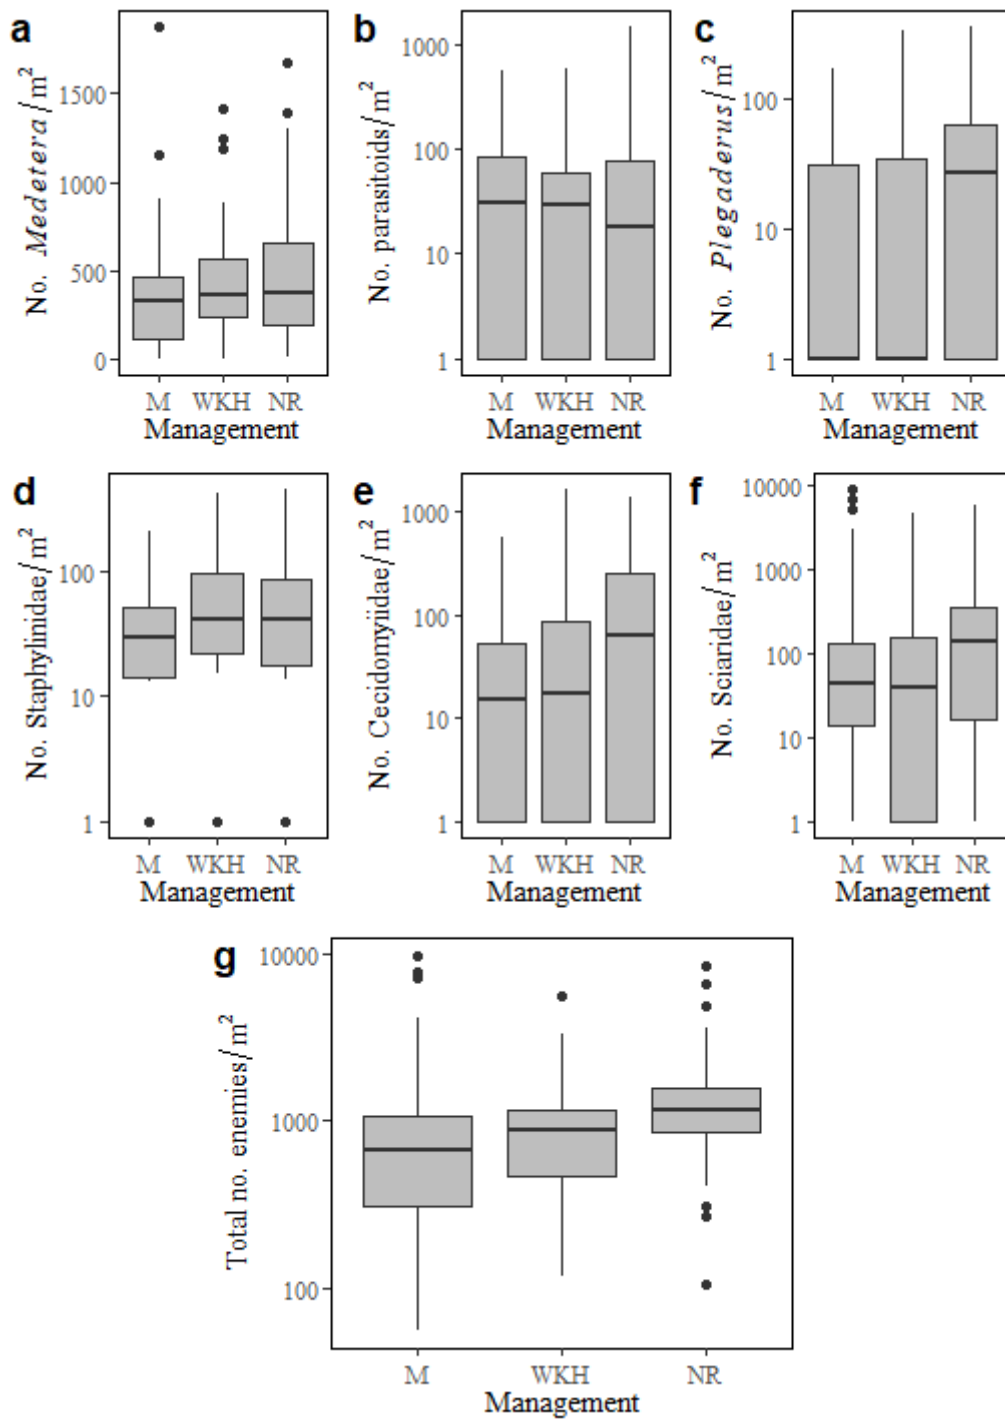 a
No. Medetera/m²
1500
1000
500
0
M WKH NR
Management
b
No. parasitoids/m²
1000
100
10
1
M WKH NR
Management
c
No. Plegaderus/m²
100
10
1
M WKH NR
Management
d
No. Staphylinidae/m²
100
10
1
M WKH NR
Management
e
No. Cecidomyiidae/m²
1000
100
10
1
M WKH NR
Management
f
No. Sciaridae/m²
10000
1000
100
10
1
M WKH NR
Management
g
Total no. enemies/m²
10000
1000
100
M WKH NR
Management